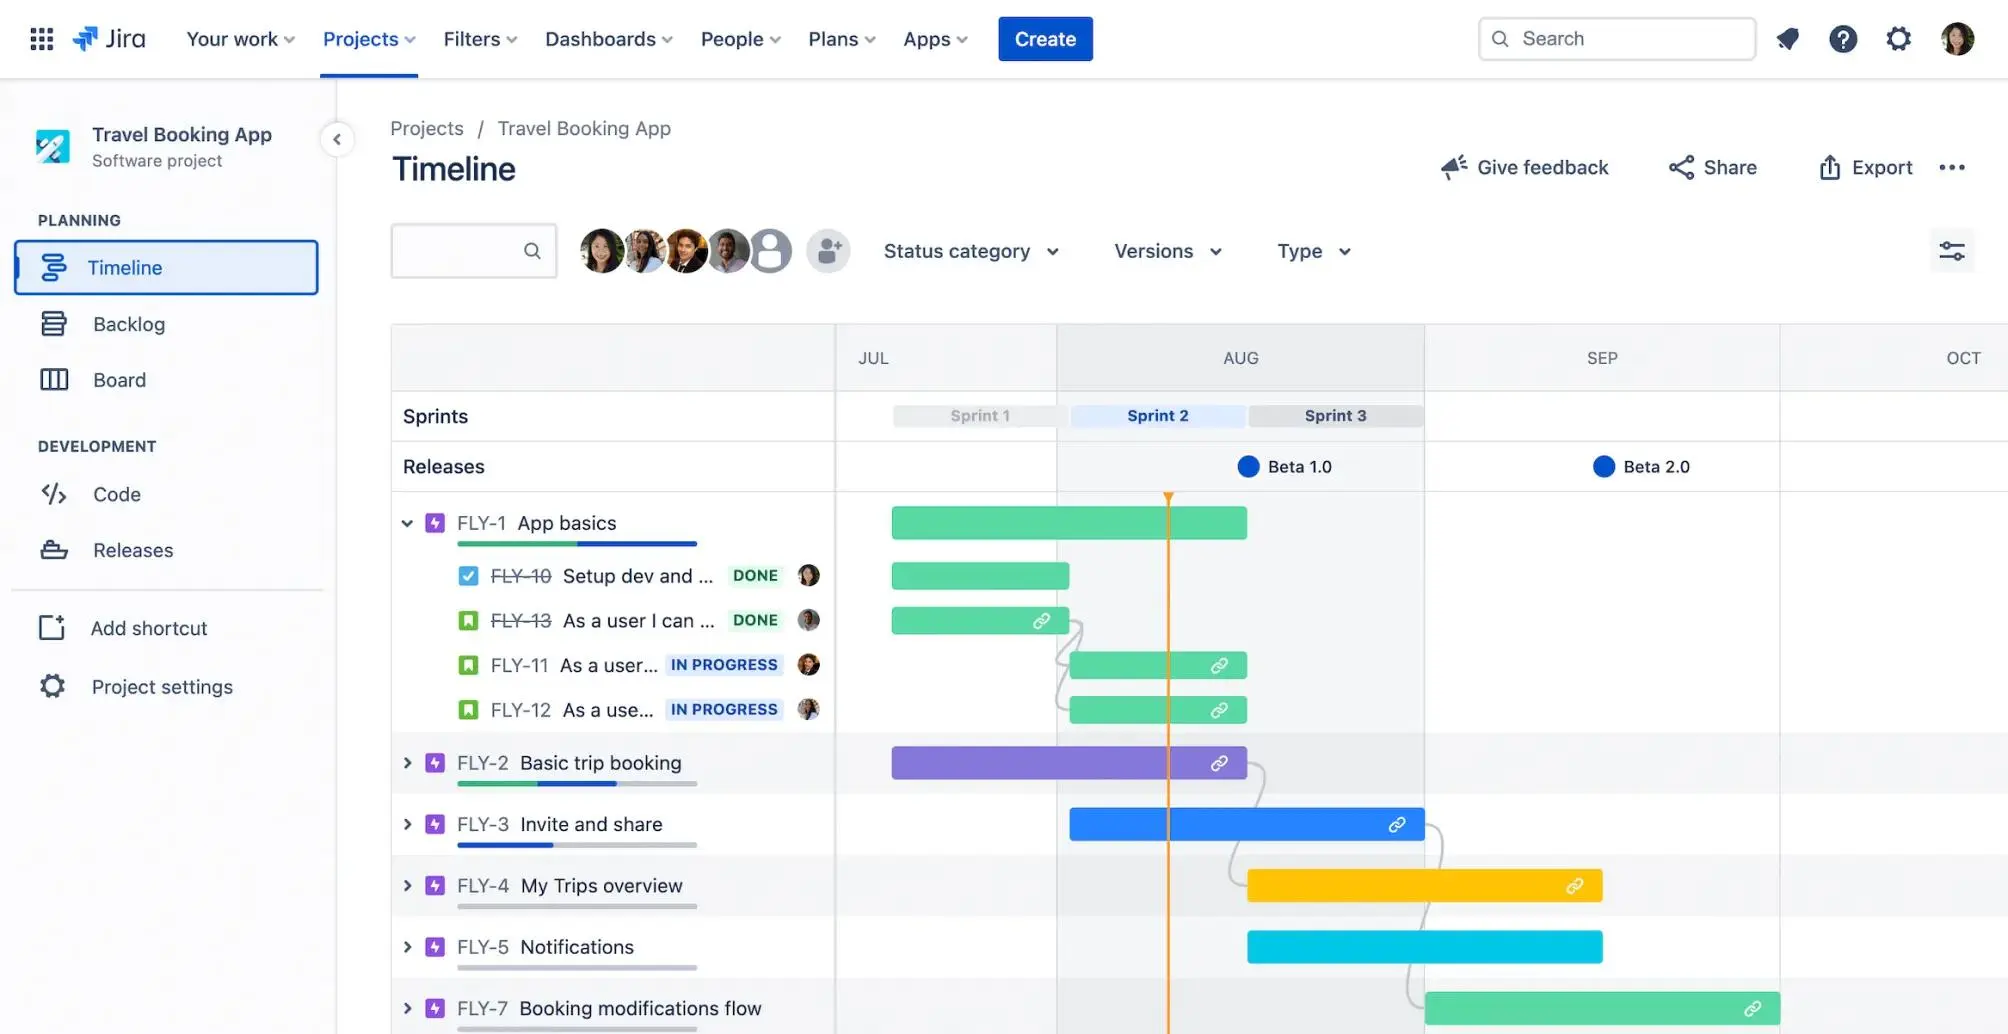 Jira Your work Projects Filters Dashboards People Plans Apps Create Search
Travel Booking App
Software project
PLANNING
Timeline
Backlog
Board
DEVELOPMENT
Code
Releases
Add shortcut
Project settings
Projects / Travel Booking App
Timeline
Give feedback Share Export
Status category Versions Type
JUL AUG SEP OCT
Sprints Sprint 1 Sprint 2 Sprint 3
Releases Beta 1.0 Beta 2.0
FLY-1 App basics
FLY-10 Setup dev and ... DONE
FLY-13 As a user I can ... DONE
FLY-11 As a user... IN PROGRESS
FLY-12 As a use... IN PROGRESS
FLY-2 Basic trip booking
FLY-3 Invite and share
FLY-4 My Trips overview
FLY-5 Notifications
FLY-7 Booking modifications flow